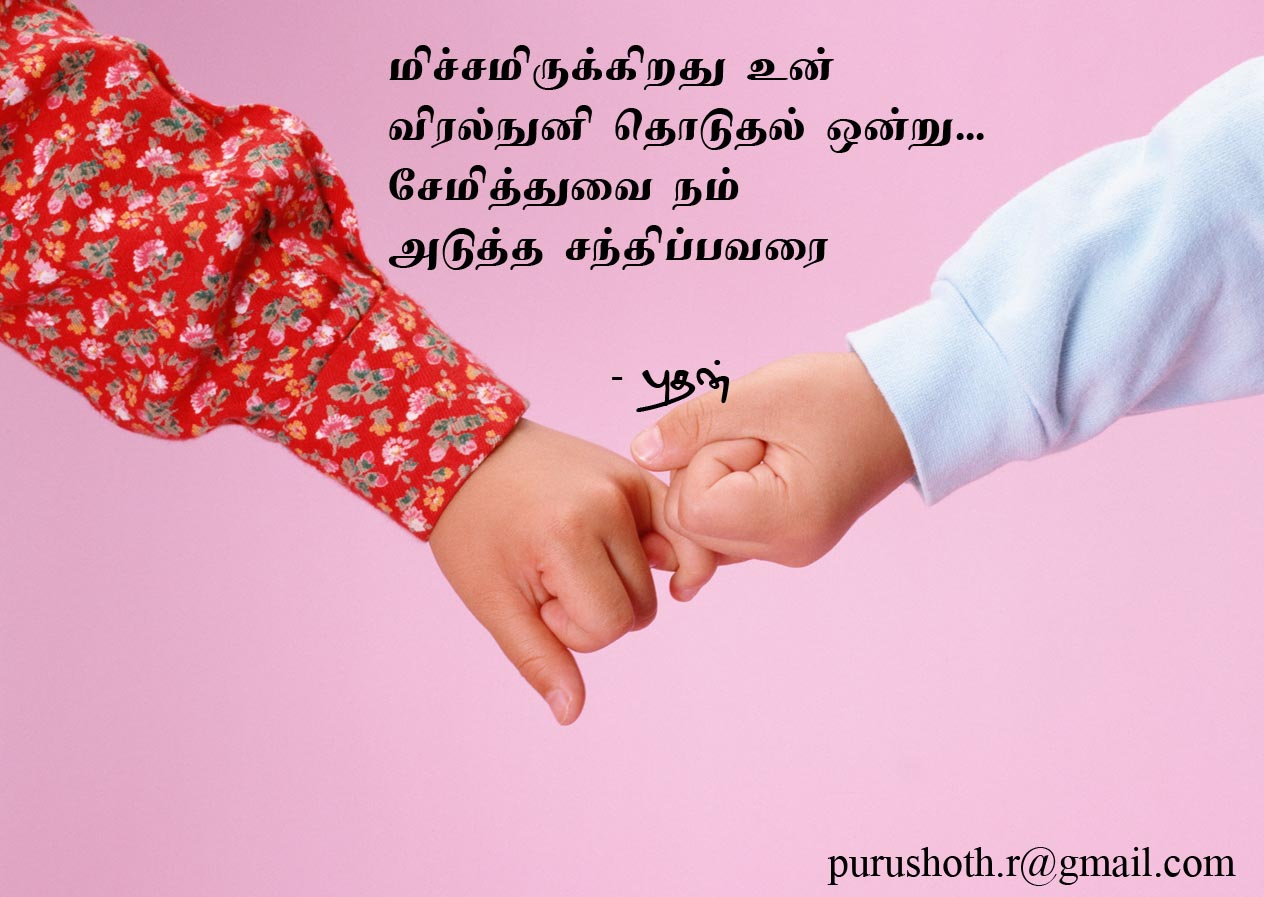 மிச்சமிருக்கிறது உன்
விரல்நுனி தொடுதல் ஒன்று...
சேமித்துவை நம்
அடுத்த சந்திப்பவரை
- புதன்
purushoth.r@gmail.com